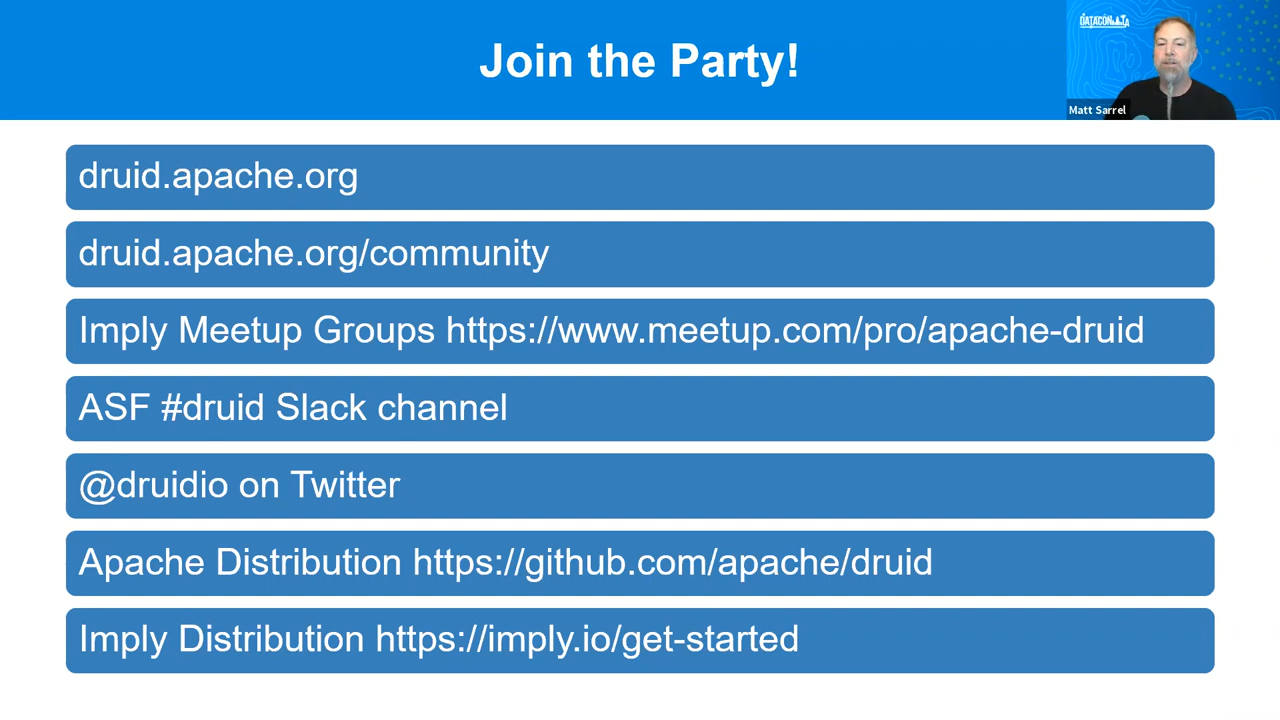 Join the Party!
DATACON.LA
Matt Sarrel
druid.apache.org
druid.apache.org/community
Imply Meetup Groups https://www.meetup.com/pro/apache-druid
ASF #druid Slack channel
@druidio on Twitter
Apache Distribution https://github.com/apache/druid
Imply Distribution https://imply.io/get-started